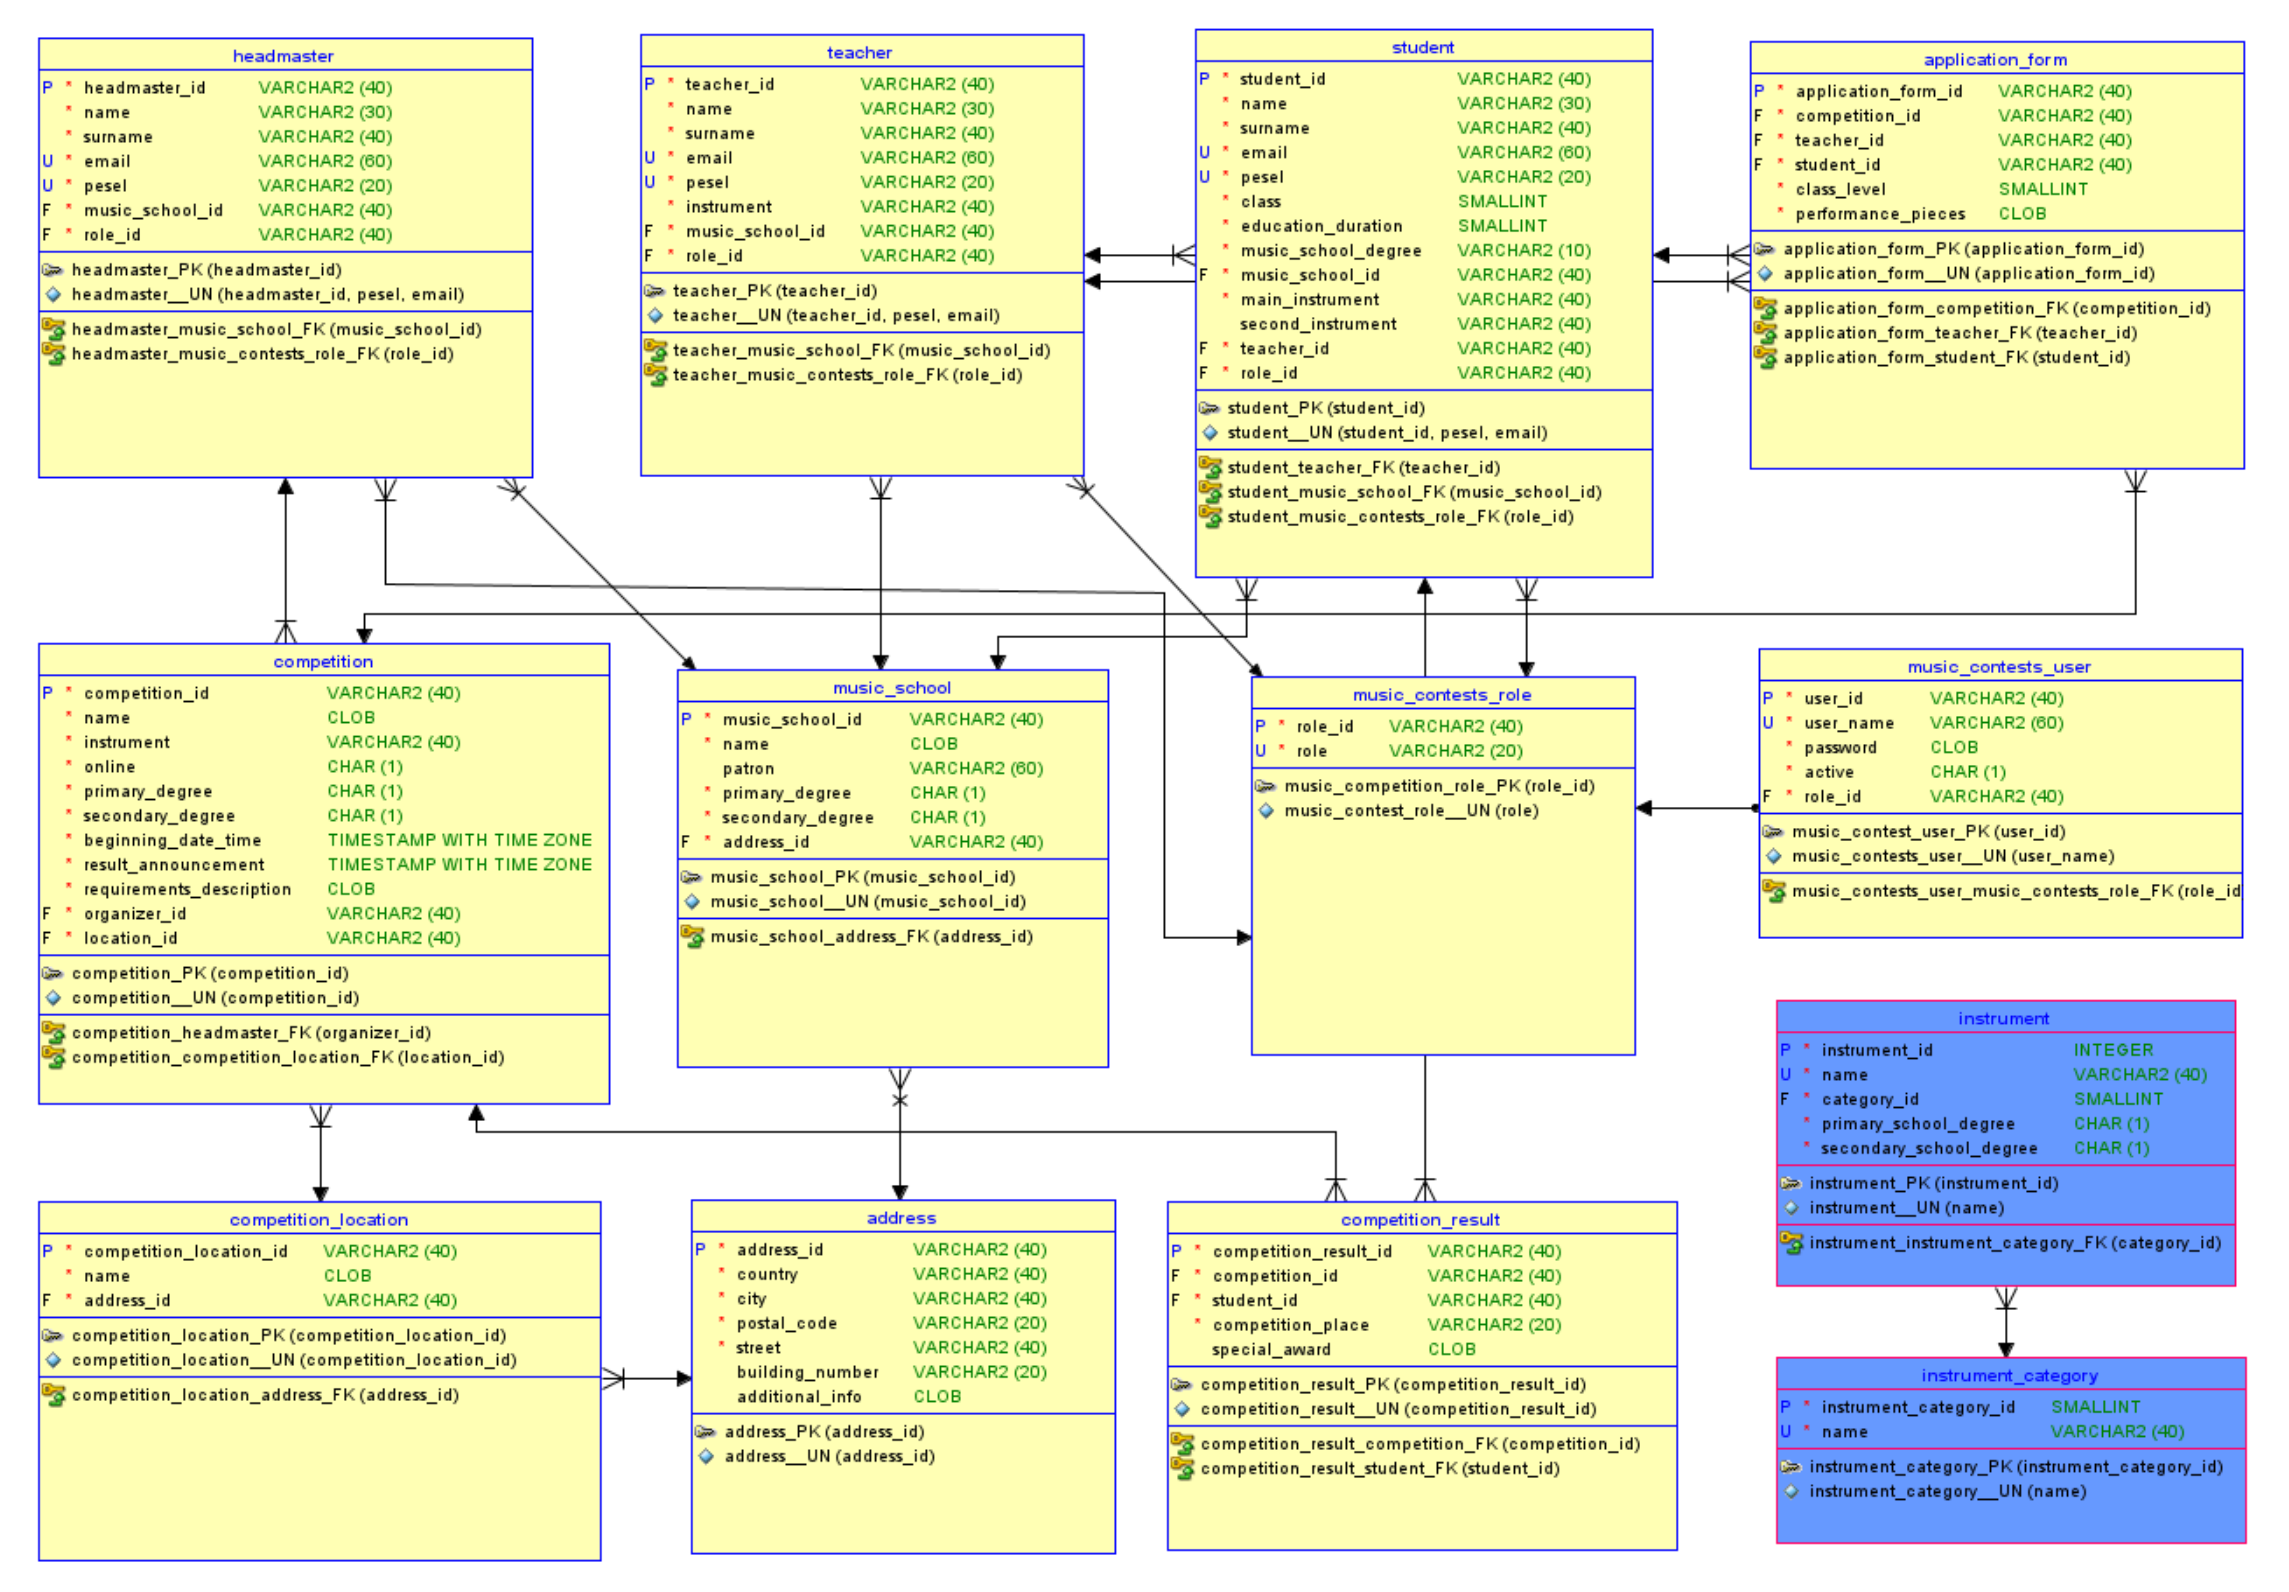 headmaster
P * headmaster_id VARCHAR2 (40)
* name VARCHAR2 (30)
* surname VARCHAR2 (40)
U * email VARCHAR2 (60)
U * pesel VARCHAR2 (20)
F * music_school_id VARCHAR2 (40)
F * role_id VARCHAR2 (40)
headmaster_PK (headmaster_id)
headmaster__UN (headmaster_id, pesel, email)
headmaster_music_school_FK (music_school_id)
headmaster_music_contests_role_FK (role_id)
teacher
P * teacher_id VARCHAR2 (40)
* name VARCHAR2 (30)
* surname VARCHAR2 (40)
U * email VARCHAR2 (60)
U * pesel VARCHAR2 (20)
* instrument VARCHAR2 (40)
F * music_school_id VARCHAR2 (40)
F * role_id VARCHAR2 (40)
teacher_PK (teacher_id)
teacher__UN (teacher_id, pesel, email)
teacher_music_school_FK (music_school_id)
teacher_music_contests_role_FK (role_id)
student
P * student_id VARCHAR2 (40)
* name VARCHAR2 (30)
* surname VARCHAR2 (40)
U * email VARCHAR2 (60)
U * pesel VARCHAR2 (20)
* class SMALLINT
* education_duration SMALLINT
* music_school_degree VARCHAR2 (10)
F * music_school_id VARCHAR2 (40)
* main_instrument VARCHAR2 (40)
second_instrument VARCHAR2 (40)
F * teacher_id VARCHAR2 (40)
F * role_id VARCHAR2 (40)
student_PK (student_id)
student__UN (student_id, pesel, email)
student_teacher_FK (teacher_id)
student_music_school_FK (music_school_id)
student_music_contests_role_FK (role_id)
application_form
P * application_form_id VARCHAR2 (40)
F * competition_id VARCHAR2 (40)
F * teacher_id VARCHAR2 (40)
F * student_id VARCHAR2 (40)
* class_level SMALLINT
* performance_pieces CLOB
application_form_PK (application_form_id)
application_form__UN (application_form_id)
application_form_competition_FK (competition_id)
application_form_teacher_FK (teacher_id)
application_form_student_FK (student_id)
competition
P * competition_id VARCHAR2 (40)
* name CLOB
* instrument VARCHAR2 (40)
* online CHAR (1)
* primary_degree CHAR (1)
* secondary_degree CHAR (1)
* beginning_date_time TIMESTAMP WITH TIME ZONE
* result_announcement TIMESTAMP WITH TIME ZONE
* requirements_description CLOB
F * organizer_id VARCHAR2 (40)
F * location_id VARCHAR2 (40)
competition_PK (competition_id)
competition__UN (competition_id)
competition_headmaster_FK (organizer_id)
competition_competition_location_FK (location_id)
music_school
P * music_school_id VARCHAR2 (40)
* name CLOB
patron VARCHAR2 (60)
* primary_degree CHAR (1)
* secondary_degree CHAR (1)
F * address_id VARCHAR2 (40)
music_school_PK (music_school_id)
music_school__UN (music_school_id)
music_school_address_FK (address_id)
music_contests_role
P * role_id VARCHAR2 (40)
U * role VARCHAR2 (20)
music_competition_role_PK (role_id)
music_contest_role__UN (role)
music_contests_user
P * user_id VARCHAR2 (40)
U * user_name VARCHAR2 (60)
* password CLOB
* active CHAR (1)
F * role_id VARCHAR2 (40)
music_contest_user_PK (user_id)
music_contests_user__UN (user_name)
music_contests_user_music_contests_role_FK (role_id
instrument
P * instrument_id INTEGER
U * name VARCHAR2 (40)
F * category_id SMALLINT
* primary_school_degree CHAR (1)
* secondary_school_degree CHAR (1)
instrument_PK (instrument_id)
instrument__UN (name)
instrument_instrument_category_FK (category_id)
competition_location
P * competition_location_id VARCHAR2 (40)
* name CLOB
F * address_id VARCHAR2 (40)
competition_location_PK (competition_location_id)
competition_location__UN (competition_location_id)
competition_location_address_FK (address_id)
address
P * address_id VARCHAR2 (40)
* country VARCHAR2 (40)
* city VARCHAR2 (40)
* postal_code VARCHAR2 (20)
* street VARCHAR2 (40)
building_number VARCHAR2 (20)
additional_info CLOB
address_PK (address_id)
address__UN (address_id)
competition_result
P * competition_result_id VARCHAR2 (40)
F * competition_id VARCHAR2 (40)
F * student_id VARCHAR2 (40)
* competition_place VARCHAR2 (20)
special_award CLOB
competition_result_PK (competition_result_id)
competition_result__UN (competition_result_id)
competition_result_competition_FK (competition_id)
competition_result_student_FK (student_id)
instrument_category
P * instrument_category_id SMALLINT
U * name VARCHAR2 (40)
instrument_category_PK (instrument_category_id)
instrument_category__UN (name)